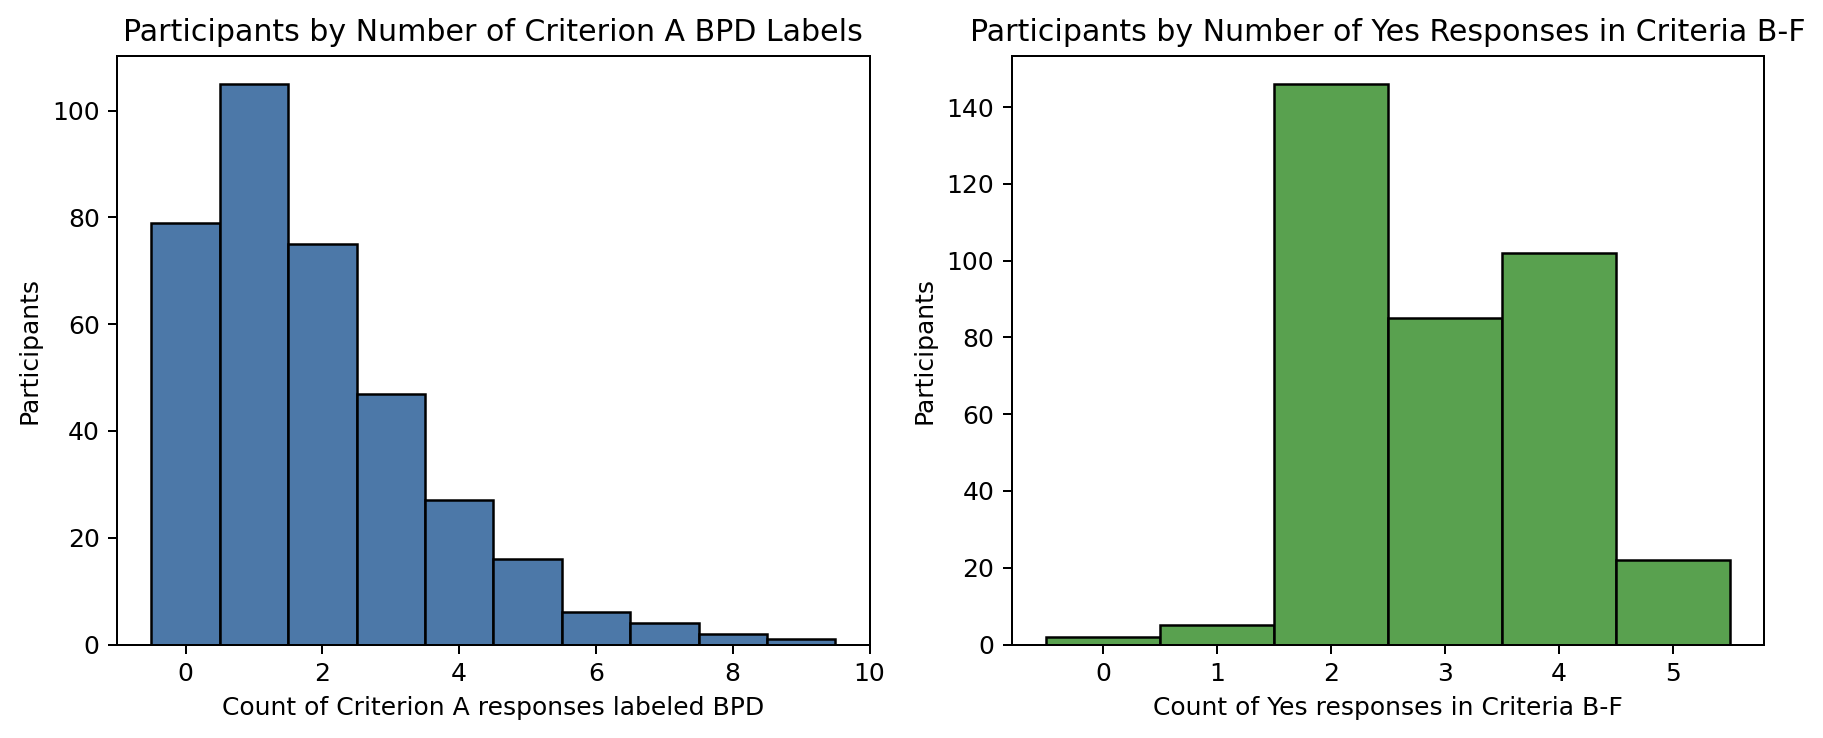 Participants by Number of Criterion A BPD Labels
Participants
100
80
60
40
20
0
0 2 4 6 8 10
Count of Criterion A responses labeled BPD
Participants by Number of Yes Responses in Criteria B-F
Participants
140
120
100
80
60
40
20
0
0 1 2 3 4 5
Count of Yes responses in Criteria B-F